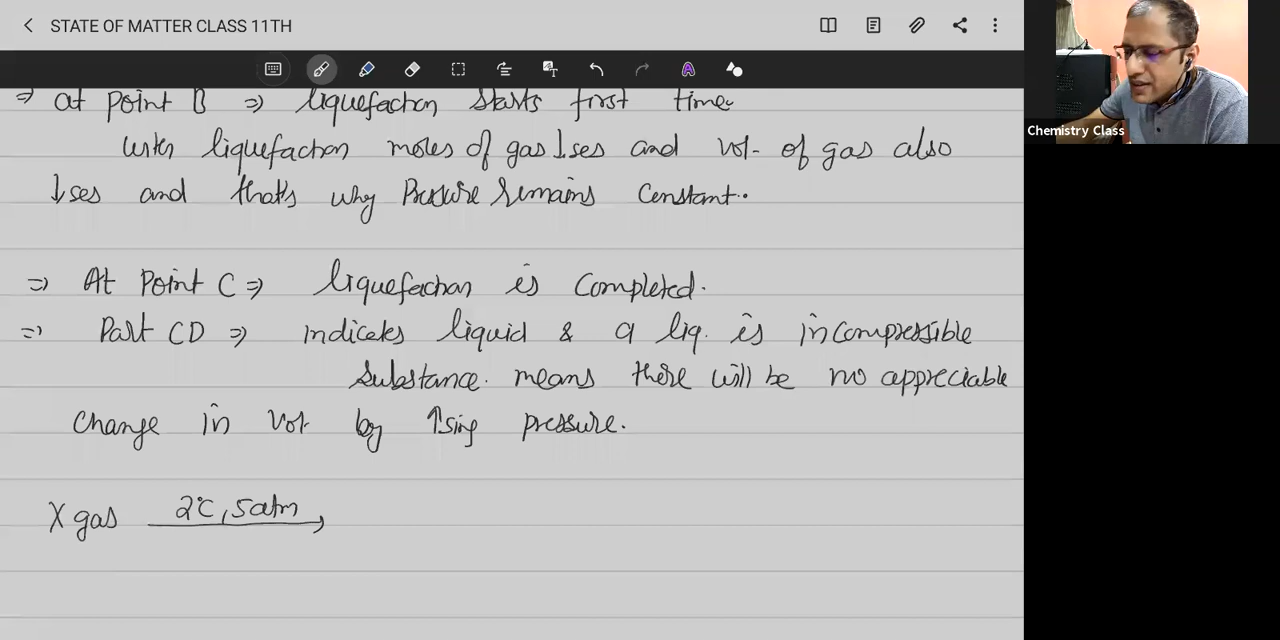 STATE OF MATTER CLASS 11TH
Chemistry Class
⇒ at point B ⇒ liquefaction starts first time
with liquefaction moles of gas ↓ses and vol. of gas also
↓ses and that's why Pressure remains constant.
⇒ At Point C ⇒ liquefaction is completed.
⇒ Part CD ⇒ indicates liquid & a liq. is incompressible
substance. means there will be no appreciable
change in vol. by ↑sing pressure.
X gas 2°C, 5atm →